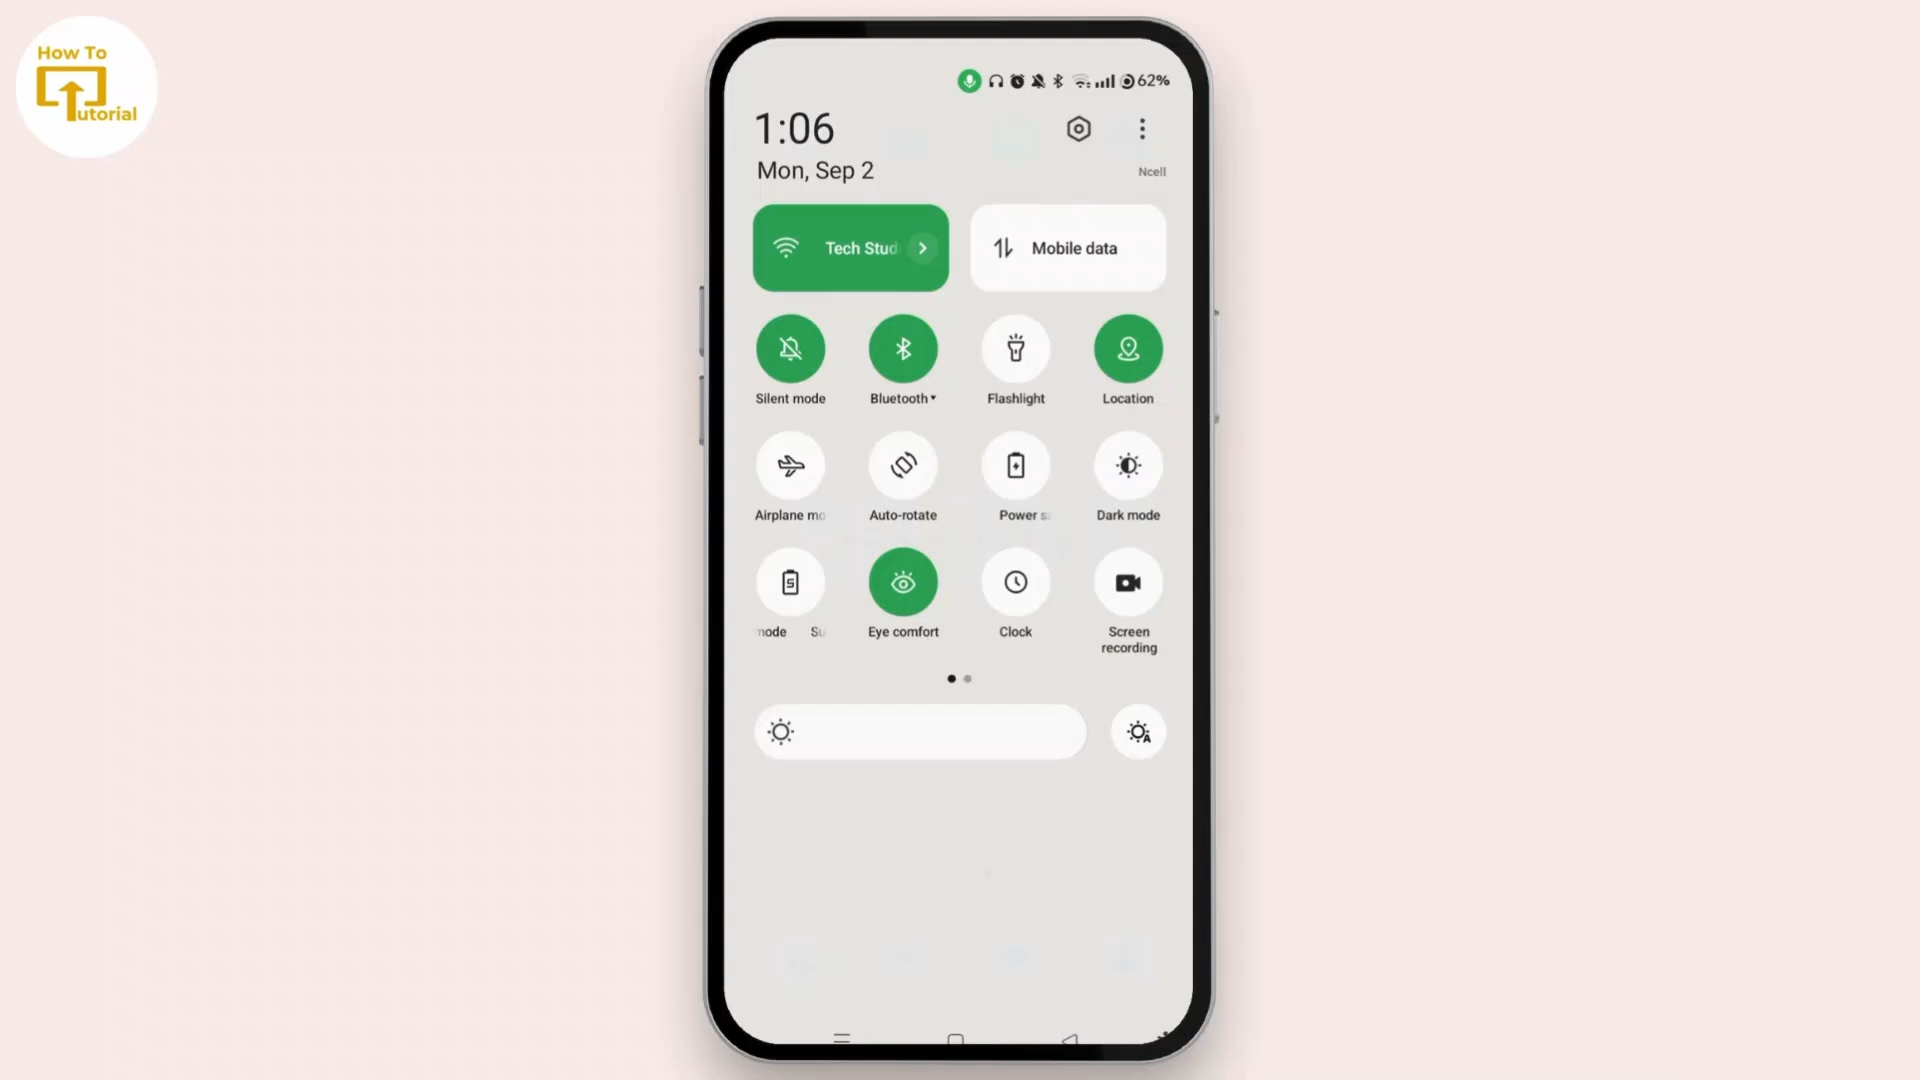 How To
Tutorial
62%
1:06
Mon, Sep 2
Ncell
Tech Stud
Mobile data
Silent mode
Bluetooth
Flashlight
Location
Airplane mo
Auto-rotate
Power s
Dark mode
mode Su
Eye comfort
Clock
Screen
recording